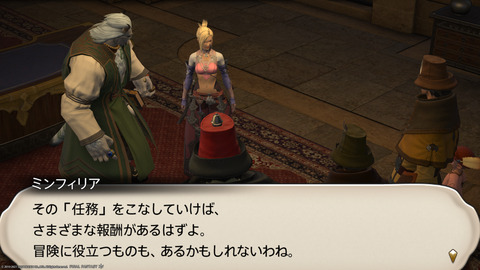 ミンフィリア
その「任務」をこなしていけば、
さまざまな報酬があるはずよ。
冒険に役立つものも、あるかもしれないわね。